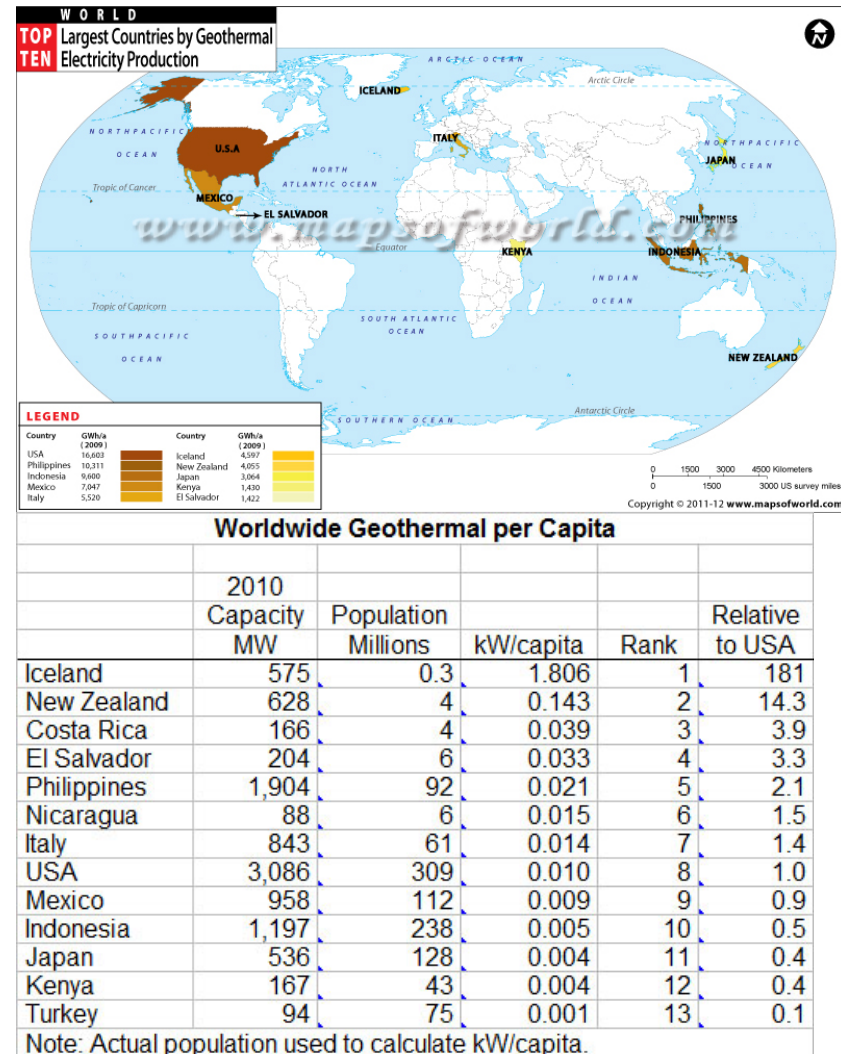 WORLD
TOP TEN Largest Countries by Geothermal
Electricity Production
N
ARCTIC OCEAN
Arctic Circle
ICELAND
NORTH PACIFIC
OCEAN
U.S.A
ITALY
NORTH PACIFIC
OCEAN
JAPAN
NORTH
ATLANTIC OCEAN
Tropic of Cancer
MEXICO
EL SALVADOR
PHILIPPINES
www.mapsofworld.com
Equator
KENYA
INDONESIA
INDIAN
OCEAN
Tropic of Capricorn
SOUTH ATLANTIC
OCEAN
SOUTH PACIFIC
OCEAN
NEW ZEALAND
Antarctic Circle
SOUTHERN OCEAN
LEGEND
Country GWh/a Country GWh/a
(2009) (2009)
USA 16,603 Iceland 4,597
Philippines 10,311 New Zealand 4,055
Indonesia 9,600 Japan 3,064
Mexico 7,047 Kenya 1,430
Italy 5,520 El Salvador 1,422
0 1500 3000 4500 Kilometers
0 1500 3000 US survey miles
Copyright © 2011-12 www.mapsofworld.com
Worldwide Geothermal per Capita
2010
Capacity Population Relative
MW Millions kW/capita Rank to USA
Iceland 575 0.3 1.806 1 181
New Zealand 628 4 0.143 2 14.3
Costa Rica 166 4 0.039 3 3.9
El Salvador 204 6 0.033 4 3.3
Philippines 1,904 92 0.021 5 2.1
Nicaragua 88 6 0.015 6 1.5
Italy 843 61 0.014 7 1.4
USA 3,086 309 0.010 8 1.0
Mexico 958 112 0.009 9 0.9
Indonesia 1,197 238 0.005 10 0.5
Japan 536 128 0.004 11 0.4
Kenya 167 43 0.004 12 0.4
Turkey 94 75 0.001 13 0.1
Note: Actual population used to calculate kW/capita.